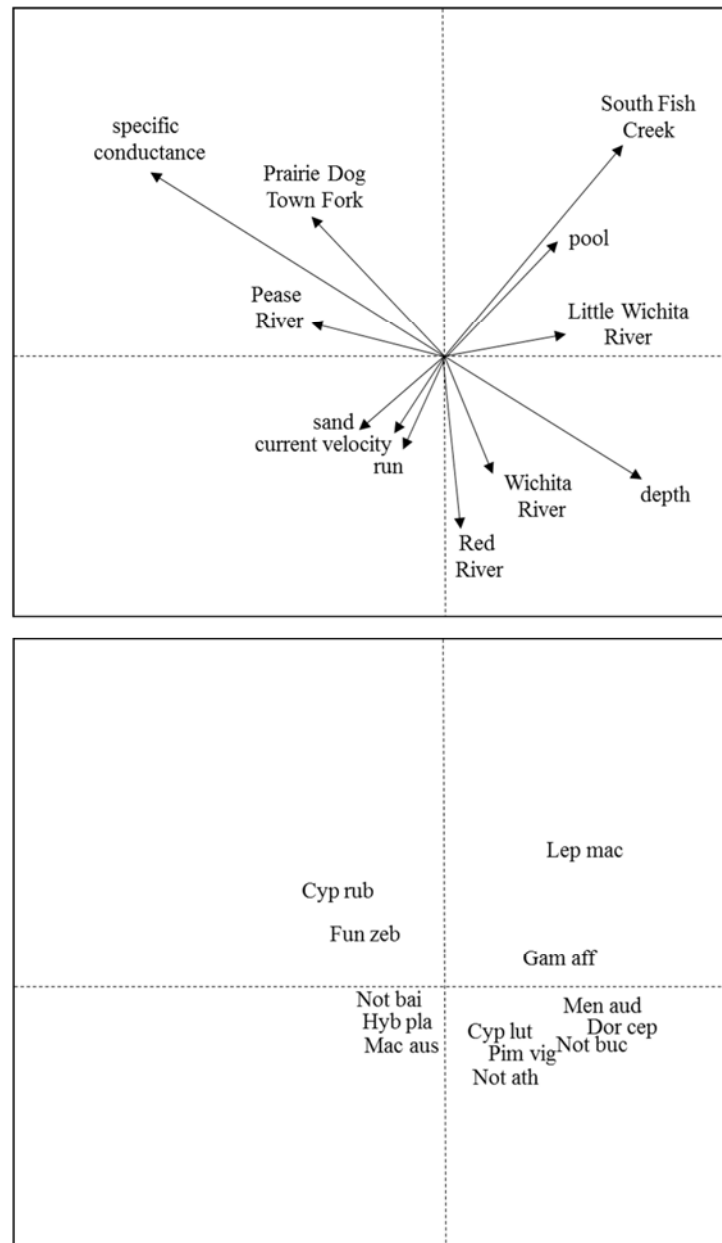 South Fish
Creek
specific
conductance
Prairie Dog
Town Fork
pool
Pease
River
Little Wichita
River
sand
current velocity
run
Wichita
River
depth
Red
River
Lep mac
Cyp rub
Fun zeb
Gam aff
Not bai
Men aud
Hyb pla
Cyp lut
Dor cep
Mac aus
Pim vig
Not buc
Not ath